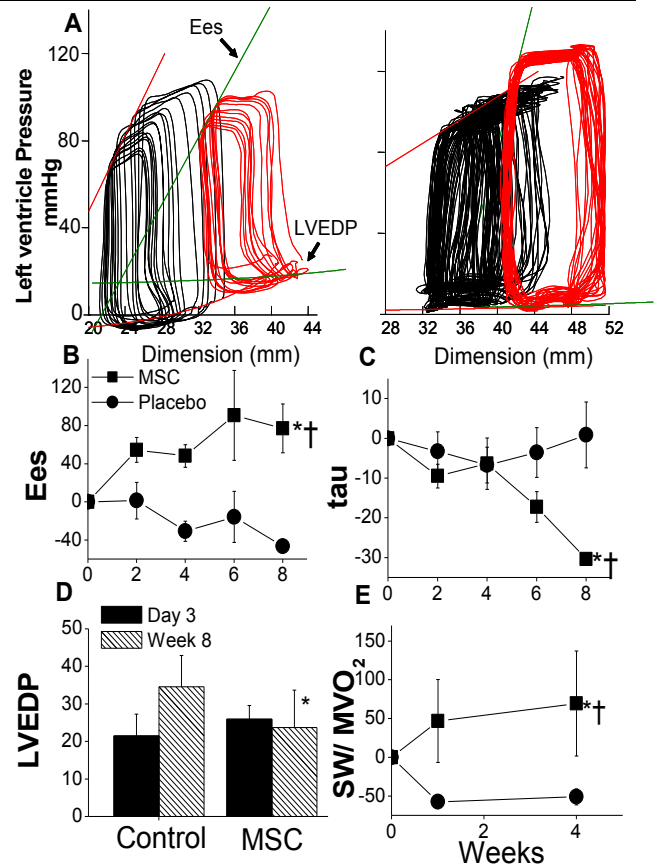 A
Ees
LVEDP
Left ventricle Pressure
mmHg
120
80
40
0
20 24 28 32 36 40 44
28 32 36 40 44 48 52
Dimension (mm)
Dimension (mm)
B
MSC
Placebo
Ees
120
80
40
0
-40
*†
0 2 4 6 8
C
tau
10
0
-10
-20
-30
*†
0 2 4 6 8
D
Day 3
Week 8
LVEDP
50
40
30
20
10
0
*
Control MSC
E
SW/ MVO2
150
100
50
0
-50
*†
0 2 4
Weeks